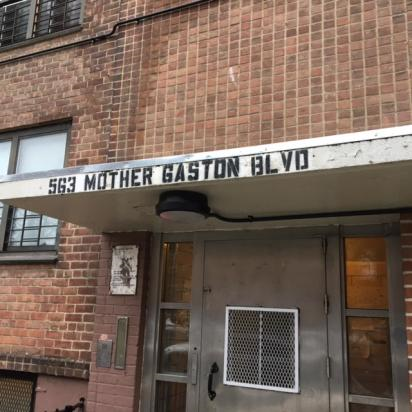 563 MOTHER GASTON BLVD